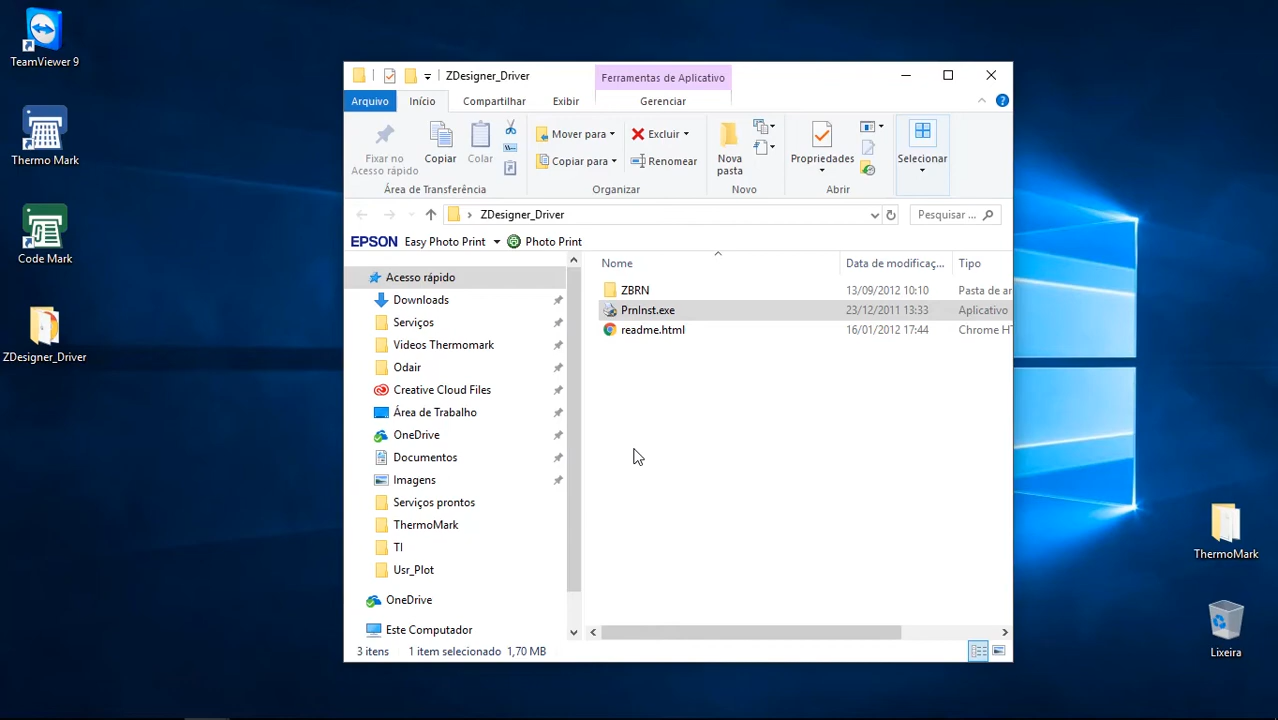 TeamViewer 9
Thermo Mark
Code Mark
ZDesigner_Driver
ZDesigner_Driver
Ferramentas de Aplicativo
Arquivo
Início
Compartilhar
Exibir
Gerenciar
Fixar no
Acesso rápido
Copiar
Colar
Área de Transferência
Mover para
Copiar para
Excluir
Renomear
Organizar
Nova
pasta
Novo
Propriedades
Abrir
Selecionar
ZDesigner_Driver
Pesquisar ...
EPSON Easy Photo Print
Photo Print
Acesso rápido
Downloads
Serviços
Videos Thermomark
Odair
Creative Cloud Files
Área de Trabalho
OneDrive
Documentos
Imagens
Serviços prontos
ThermoMark
TI
Usr_Plot
OneDrive
Este Computador
Nome Data de modificaç... Tipo
ZBRN 13/09/2012 10:10 Pasta de ar
PrnInst.exe 23/12/2011 13:33 Aplicativo
readme.html 16/01/2012 17:44 Chrome HT
3 itens 1 item selecionado 1,70 MB
ThermoMark
Lixeira